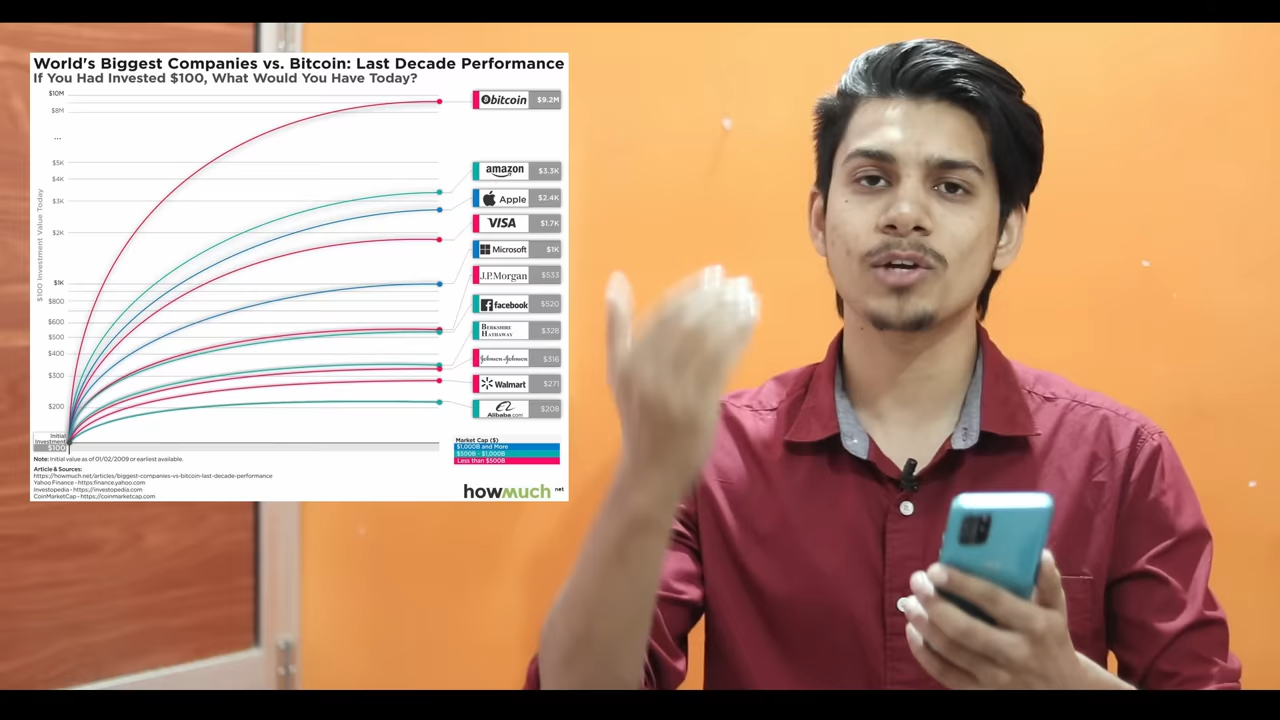 World's Biggest Companies vs. Bitcoin: Last Decade Performance
If You Had Invested $100, What Would You Have Today?
$10M
$8M
...
$5K
$4K
$3K
$2K
$1K
$800
$600
$500
$400
$300
$200
Initial
Investment
$100
$100 Investment Value Today
bitcoin $9.2M
amazon $3.3K
Apple $2.4K
VISA $1.7K
Microsoft $1K
J.P.Morgan $533
facebook $520
BERKSHIRE
HATHAWAY $328
Johnson & Johnson $316
Walmart $271
Alibaba.com $208
Market Cap ($)
$1,000B and More
$500B - $1,000B
Less than $500B
Note: Initial value as of 01/02/2009 or earliest available.
Article & Sources:
https://howmuch.net/articles/biggest-companies-vs-bitcoin-last-decade-performance
Yahoo Finance - https:finance.yahoo.com
Investopedia - https://investopedia.com
CoinMarketCap - https://coinmarketcap.com
howmuch.net